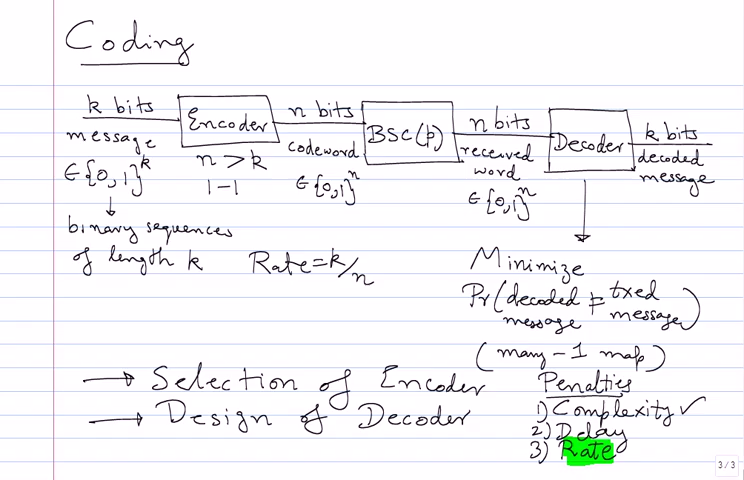 Coding
k bits
message
∈{0,1}^k
↓
binary sequences
of length k
Encoder
n > k
1-1
n bits
codeword
∈{0,1}^n
BSC(p)
n bits
received
word
∈{0,1}^n
Decoder
k bits
decoded
message
Rate = k/n
Minimize
Pr(decoded message ≠ txed message)
(many-1 map)
→ Selection of Encoder
→ Design of Decoder
Penalties
1) Complexity ✓
2) Delay
3) Rate
3/3